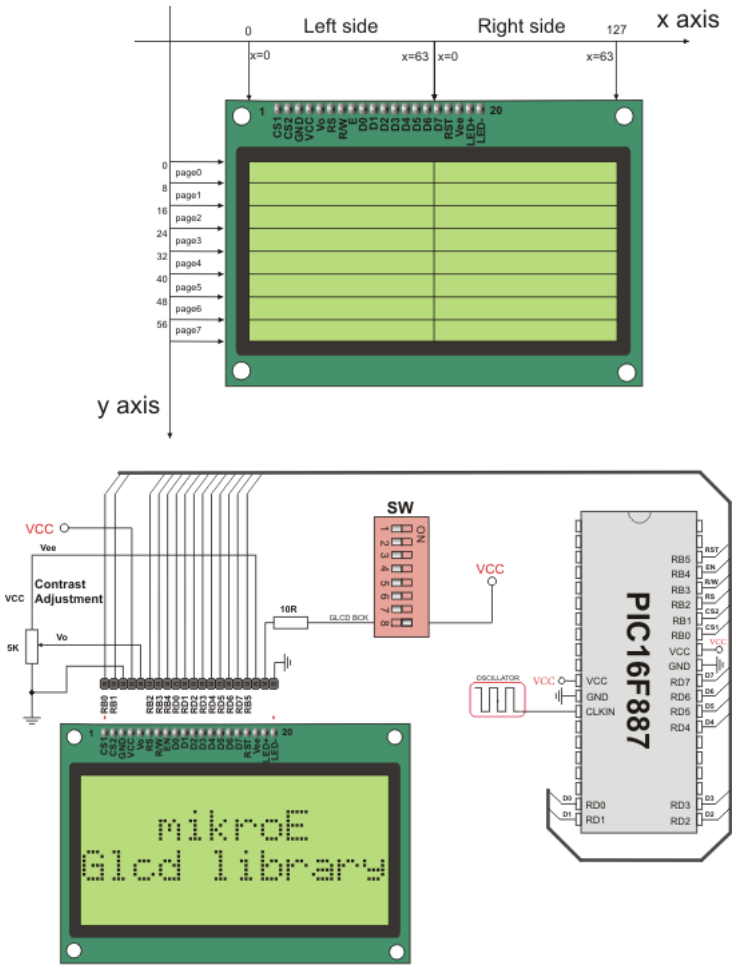 x axis
0 Left side Right side 127
x=0 x=63 x=0 x=63
1 20
CS1 CS2 GND VCC Vo RS R/W E D0 D1 D2 D3 D4 D5 D6 D7 RST Vee LED+ LED-
0
page0
8
page1
16
page2
24
page3
32
page4
40
page5
48
page6
56
page7
y axis
VCC
Vee
VCC
Contrast
Adjustment
5K
Vo
10R
GLCD BCK
SW
ON
1
2
3
4
5
6
7
8
VCC
RB0 RB1 RB2 RB3 RB4 RD0 RD1 RD2 RD3 RD4 RD5 RD6 RD7 RB5
1 20
CS1 CS2 GND VCC Vo RS R/W EN D0 D1 D2 D3 D4 D5 D6 D7 RST Vee LED+ LED-
mikroE
Glcd library
PIC16F887
OSCILLATOR
VCC
VCC
GND
CLKIN
RD0
RD1
D0
D1
RB5 RST
RB4 EN
RB3 R/W
RB2 RS
RB1 CS2
RB0 CS1
VCC VCC
GND
RD7 D7
RD6 D6
RD5 D5
RD4 D4
RD3 D3
RD2 D2